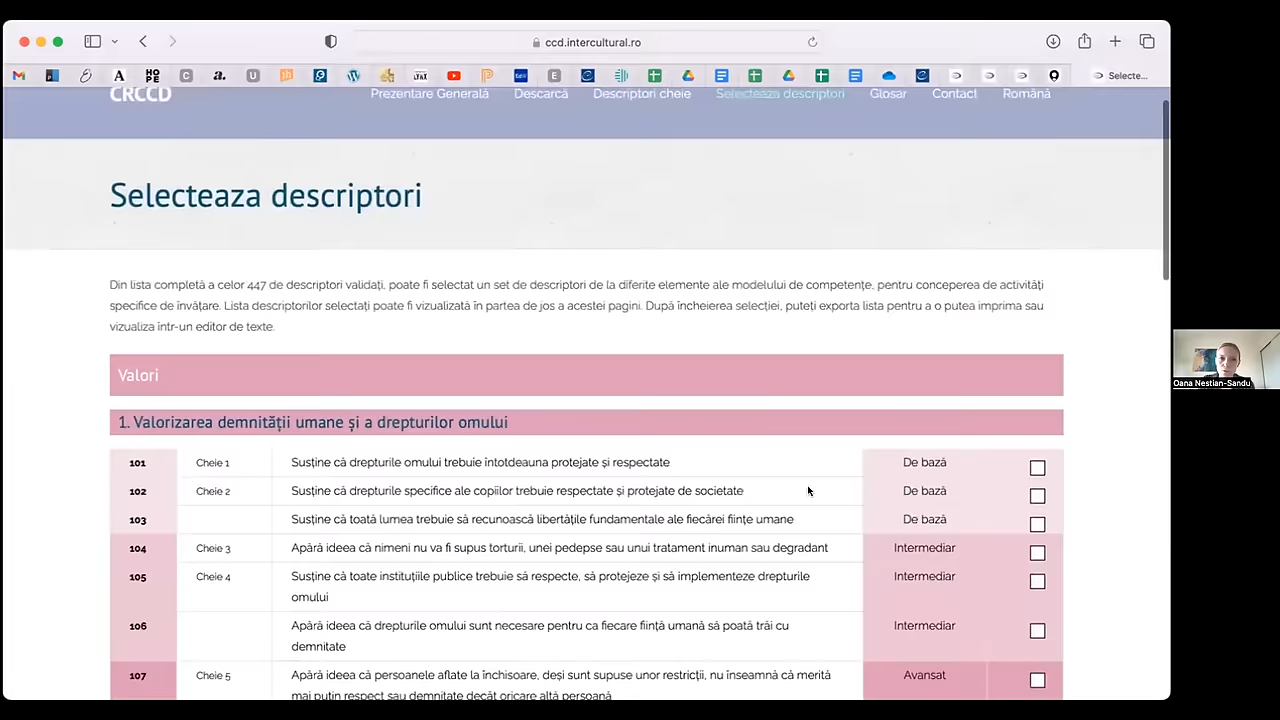 ccd.intercultural.ro
Selecte...
CRCCD
Prezentare Generală Descarcă Descriptori cheie Selecteaza descriptori Glosar Contact Română
Selecteaza descriptori
Din lista completă a celor 447 de descriptori validați, poate fi selectat un set de descriptori de la diferite elemente ale modelului de competențe, pentru conceperea de activități
specifice de învățare. Lista descriptorilor selectați poate fi vizualizată în partea de jos a acestei pagini. După încheierea selecției, puteți exporta lista pentru a o putea imprima sau
vizualiza într-un editor de texte.
Valori
1. Valorizarea demnității umane și a drepturilor omului
101 Cheie 1 Susține că drepturile omului trebuie întotdeauna protejate și respectate De bază
102 Cheie 2 Susține că drepturile specifice ale copiilor trebuie respectate și protejate de societate De bază
103 Susține că toată lumea trebuie să recunoască libertățile fundamentale ale fiecărei ființe umane De bază
104 Cheie 3 Apără ideea că nimeni nu va fi supus torturii, unei pedepse sau unui tratament inuman sau degradant Intermediar
105 Cheie 4 Susține că toate instituțiile publice trebuie să respecte, să protejeze și să implementeze drepturile Intermediar
omului
106 Apără ideea că drepturile omului sunt necesare pentru ca fiecare ființă umană să poată trăi cu Intermediar
demnitate
107 Cheie 5 Apără ideea că persoanele aflate la închisoare, deși sunt supuse unor restricții, nu înseamnă că merită Avansat
mai puțin respect sau demnitate decât oricare altă persoană
Oana Nestian-Sandu